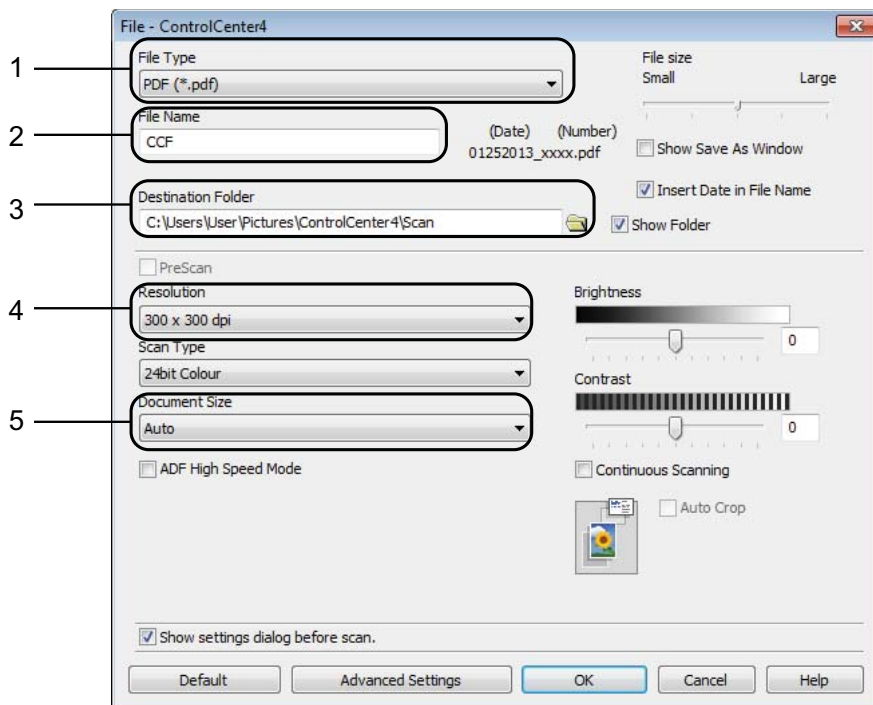 File - ControlCenter4
1
File Type
PDF (*.pdf)
File size
Small Large
2
File Name
CCF
(Date) (Number)
01252013_xxxx.pdf
Show Save As Window
Insert Date in File Name
3
Destination Folder
C:\Users\User\Pictures\ControlCenter4\Scan
Show Folder
PreScan
4
Resolution
300 x 300 dpi
Brightness
0
Scan Type
24bit Colour
Contrast
0
5
Document Size
Auto
ADF High Speed Mode
Continuous Scanning
Auto Crop
Show settings dialog before scan.
Default Advanced Settings OK Cancel Help